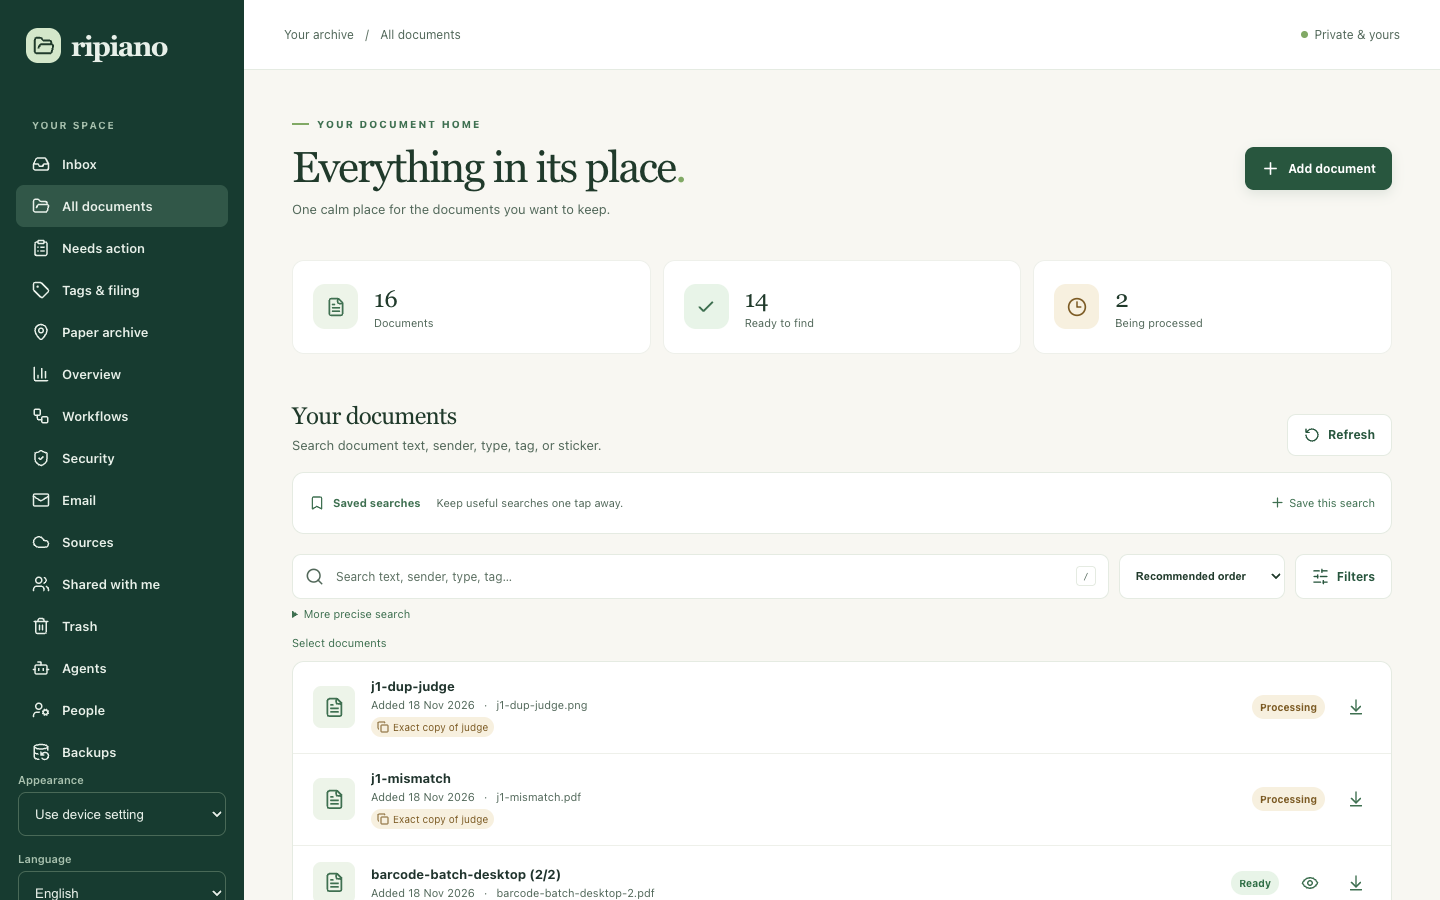 ripiano
YOUR SPACE
Inbox
All documents
Needs action
Tags & filing
Paper archive
Overview
Workflows
Security
Email
Sources
Shared with me
Trash
Agents
People
Backups
Appearance
Use device setting
Language
English
Your archive / All documents
Private & yours
YOUR DOCUMENT HOME
Everything in its place.
One calm place for the documents you want to keep.
Add document
16
Documents
14
Ready to find
2
Being processed
Your documents
Search document text, sender, type, tag, or sticker.
Refresh
Saved searches Keep useful searches one tap away.
Save this search
Search text, sender, type, tag... /
Recommended order
Filters
More precise search
Select documents
j1-dup-judge
Added 18 Nov 2026 · j1-dup-judge.png
Exact copy of judge
Processing
j1-mismatch
Added 18 Nov 2026 · j1-mismatch.pdf
Exact copy of judge
Processing
barcode-batch-desktop (2/2)
Added 18 Nov 2026 · barcode-batch-desktop-2.pdf
Ready